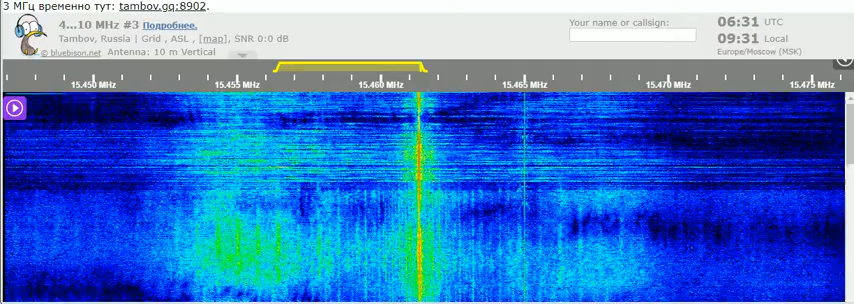 3 МГц временно тут: tambov.gq:8902.
4...10 MHz #3 Подробнее.
Tambov, Russia | Grid , ASL , [map], SNR 0:0 dB
© bluebison.net Antenna: 10 m Vertical
Your name or callsign:
06:31 UTC
09:31 Local
Europe/Moscow (MSK)
15.450 MHz 15.455 MHz 15.460 MHz 15.465 MHz 15.470 MHz 15.475 MHz